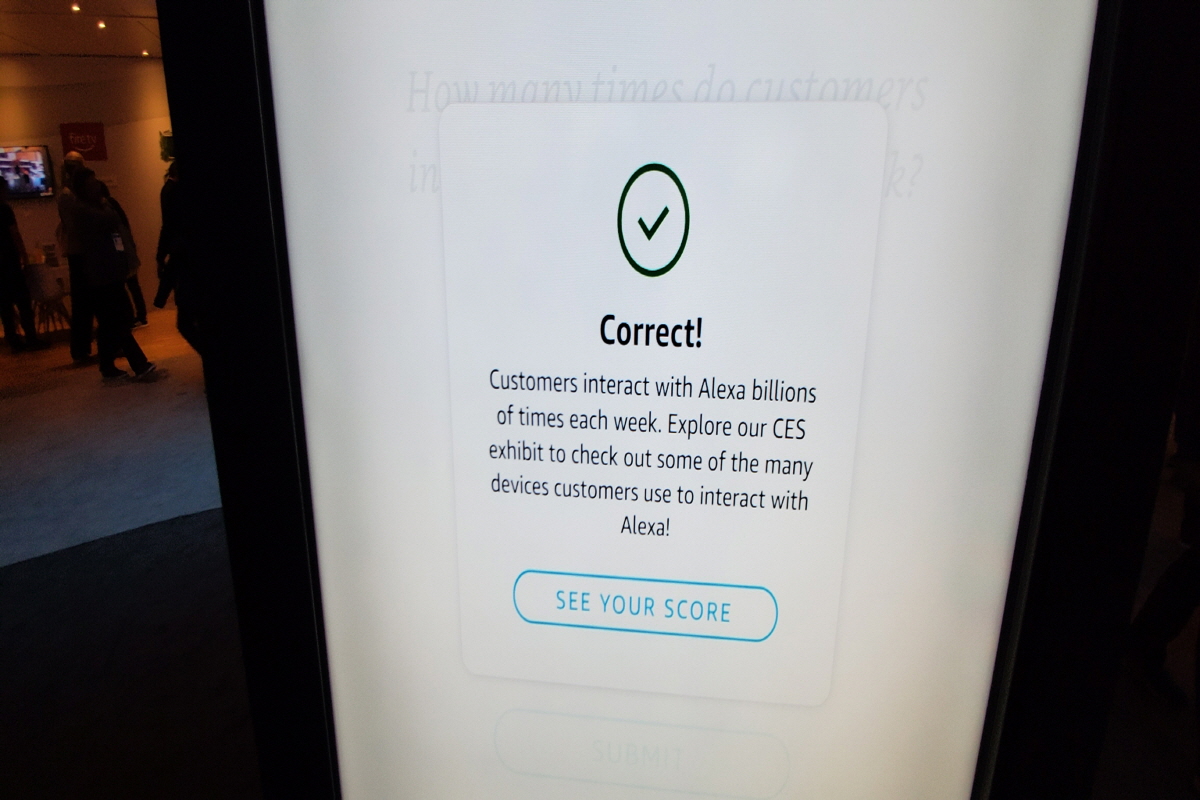 How many times do customers
in
k?
firetv
Correct!
Customers interact with Alexa billions
of times each week. Explore our CES
exhibit to check out some of the many
devices customers use to interact with
Alexa!
SEE YOUR SCORE
SUBMIT